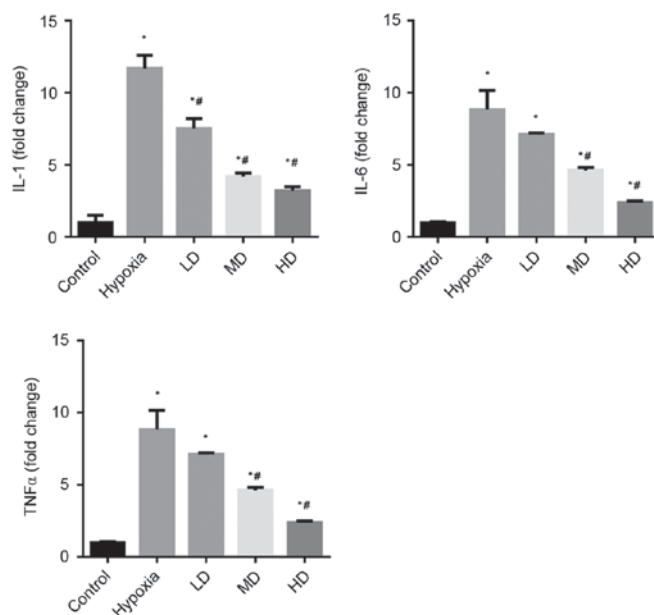 IL-1 (fold change)
15
10
5
0
*
*#
*#
*#
Control
Hypoxia
LD
MD
HD
IL-6 (fold change)
15
10
5
0
*
*
*#
*#
Control
Hypoxia
LD
MD
HD
TNFα (fold change)
15
10
5
0
*
*
*#
*#
Control
Hypoxia
LD
MD
HD